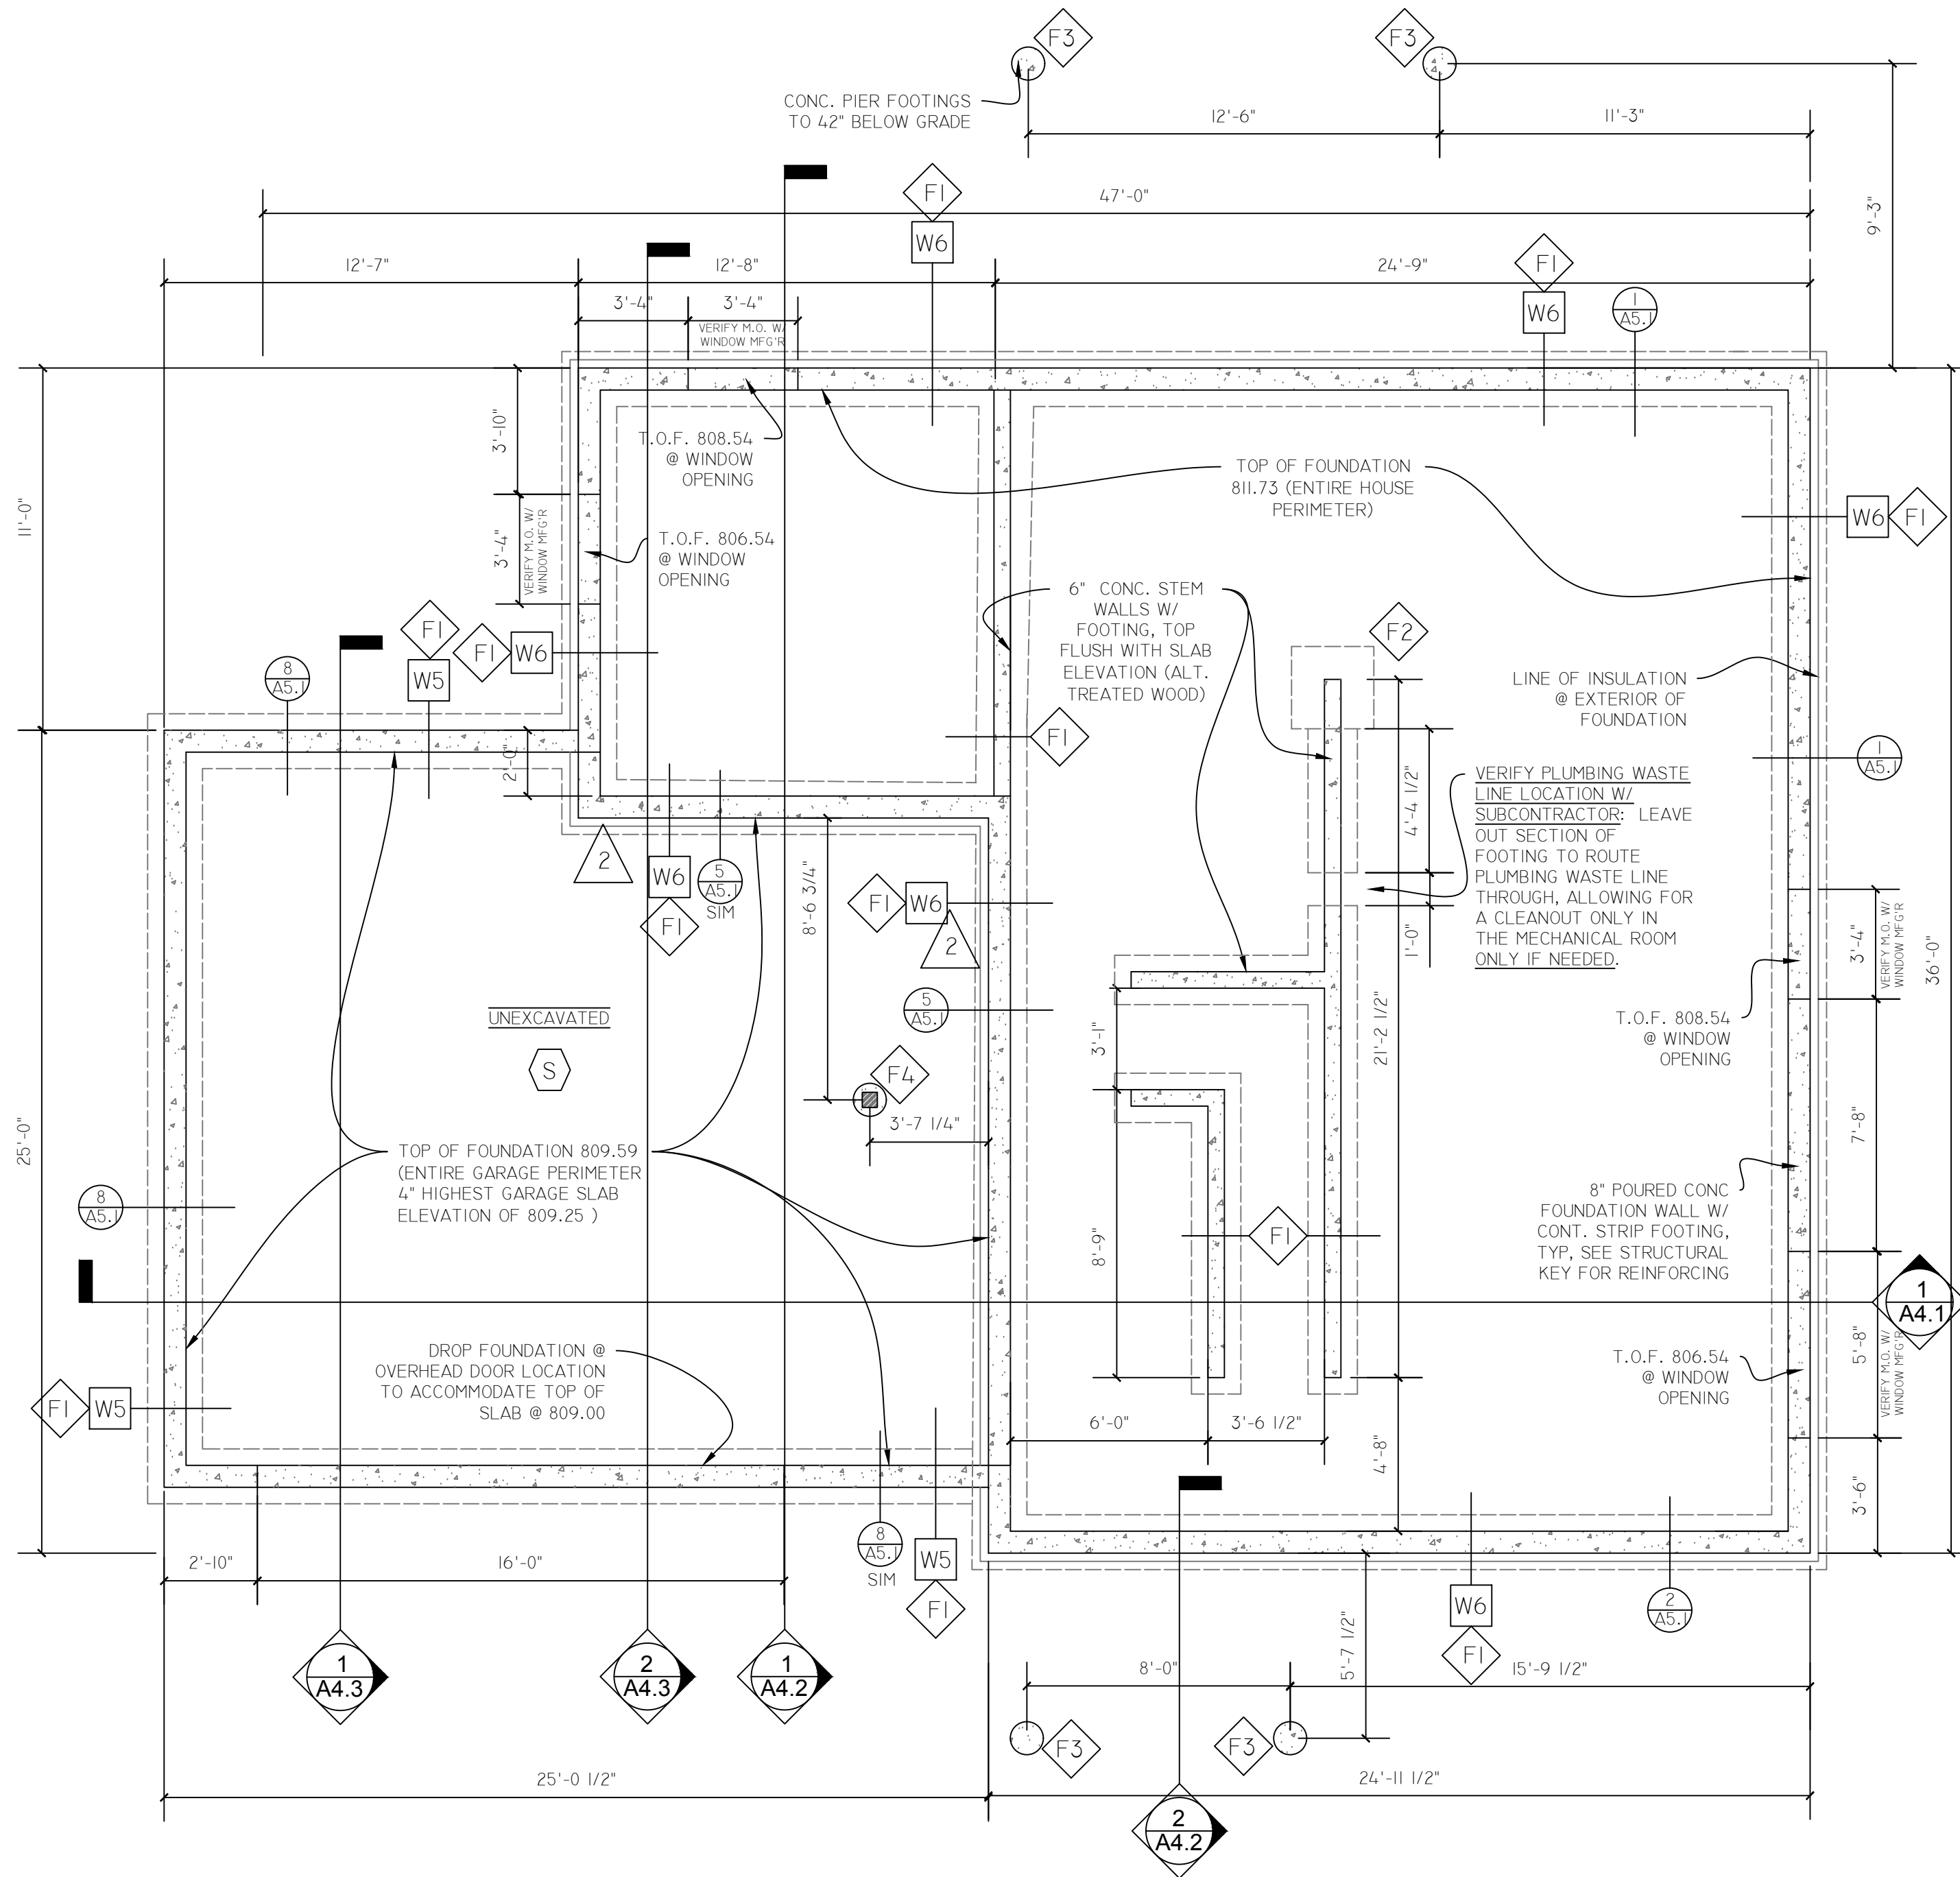 F3
F3
CONC. PIER FOOTINGS
TO 42" BELOW GRADE
12'-6"
11'-3"
9'-3"
47'-0"
F1
W6
12'-7"
12'-8"
24'-9"
F1
W6
1
A5.1
3'-4"
3'-4"
VERIFY M.O. W/
WINDOW MFG'R
11'-0"
3'-10"
T.O.F. 808.54
@ WINDOW
OPENING
TOP OF FOUNDATION
811.73 (ENTIRE HOUSE
PERIMETER)
W6
F1
3'-4"
VERIFY M.O. W/
WINDOW MFG'R
T.O.F. 806.54
@ WINDOW
OPENING
6" CONC. STEM
WALLS W/
FOOTING, TOP
FLUSH WITH SLAB
ELEVATION (ALT.
TREATED WOOD)
F2
F1
F1
W6
W5
8
A5.1
LINE OF INSULATION
@ EXTERIOR OF
FOUNDATION
F1
1
A5.1
2'-0"
4'-4 1/2"
VERIFY PLUMBING WASTE
LINE LOCATION W/
SUBCONTRACTOR: LEAVE
OUT SECTION OF
FOOTING TO ROUTE
PLUMBING WASTE LINE
THROUGH, ALLOWING FOR
A CLEANOUT ONLY IN
THE MECHANICAL ROOM
ONLY IF NEEDED.
2
W6
F1
5
A5.1
SIM
8'-6 3/4"
F1
W6
2
1'-0"
3'-4"
VERIFY M.O. W/
WINDOW MFG'R
36'-0"
5
A5.1
UNEXCAVATED
S
F4
3'-7 1/4"
3'-1"
21'-2 1/2"
T.O.F. 808.54
@ WINDOW
OPENING
25'-0"
7'-8"
TOP OF FOUNDATION 809.59
(ENTIRE GARAGE PERIMETER
4" HIGHEST GARAGE SLAB
ELEVATION OF 809.25 )
8
A5.1
8" POURED CONC
FOUNDATION WALL W/
CONT. STRIP FOOTING,
TYP, SEE STRUCTURAL
KEY FOR REINFORCING
8'-9"
F1
1
A4.1
DROP FOUNDATION @
OVERHEAD DOOR LOCATION
TO ACCOMMODATE TOP OF
SLAB @ 809.00
T.O.F. 806.54
@ WINDOW
OPENING
5'-8"
VERIFY M.O. W/
WINDOW MFG'R
F1
W5
6'-0"
3'-6 1/2"
4'-8"
3'-6"
2'-10"
16'-0"
8
A5.1
SIM
W5
F1
W6
F1
2
A5.1
1
A4.3
2
A4.3
1
A4.2
8'-0"
5'-7 1/2"
15'-9 1/2"
F3
F3
25'-0 1/2"
24'-11 1/2"
2
A4.2